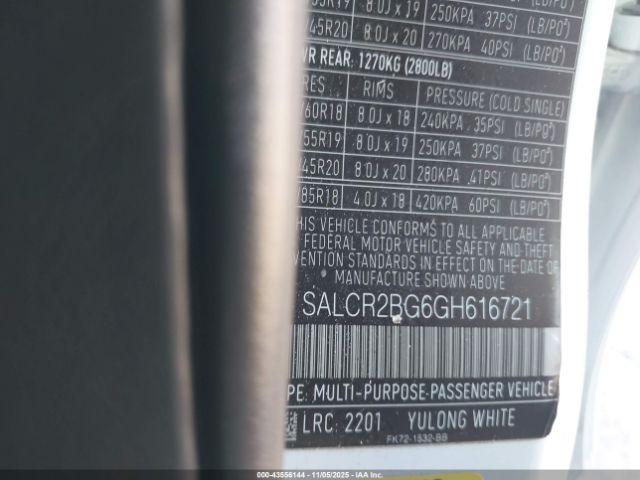 55R19 8.0J x 19 250KPA 37PSI (LB/PO²)
45R20 8.0J x 20 270KPA 40PSI (LB/PO²)
WR REAR: 1270KG (2800LB)
RES RIMS PRESSURE (COLD SINGLE)
/60R18 8.0J x 18 240KPA 35PSI (LB/PO²)
/55R19 8.0J x 19 250KPA 37PSI (LB/PO²)
/45R20 8.0J x 20 280KPA 41PSI (LB/PO²)
/85R18 4.0J x 18 420KPA 60PSI (LB/PO²)
HIS VEHICLE CONFORMS TO ALL APPLICABLE
FEDERAL MOTOR VEHICLE SAFETY AND THEFT
VENTION STANDARDS IN EFFECT ON THE DATE
OF MANUFACTURE SHOWN ABOVE
SALCR2BG6GH616721
PE: MULTI-PURPOSE-PASSENGER VEHICLE
LRC: 2201 YULONG WHITE
FK72-1532-BB
000-43556144 - 11/05/2025 - IAAI.COM